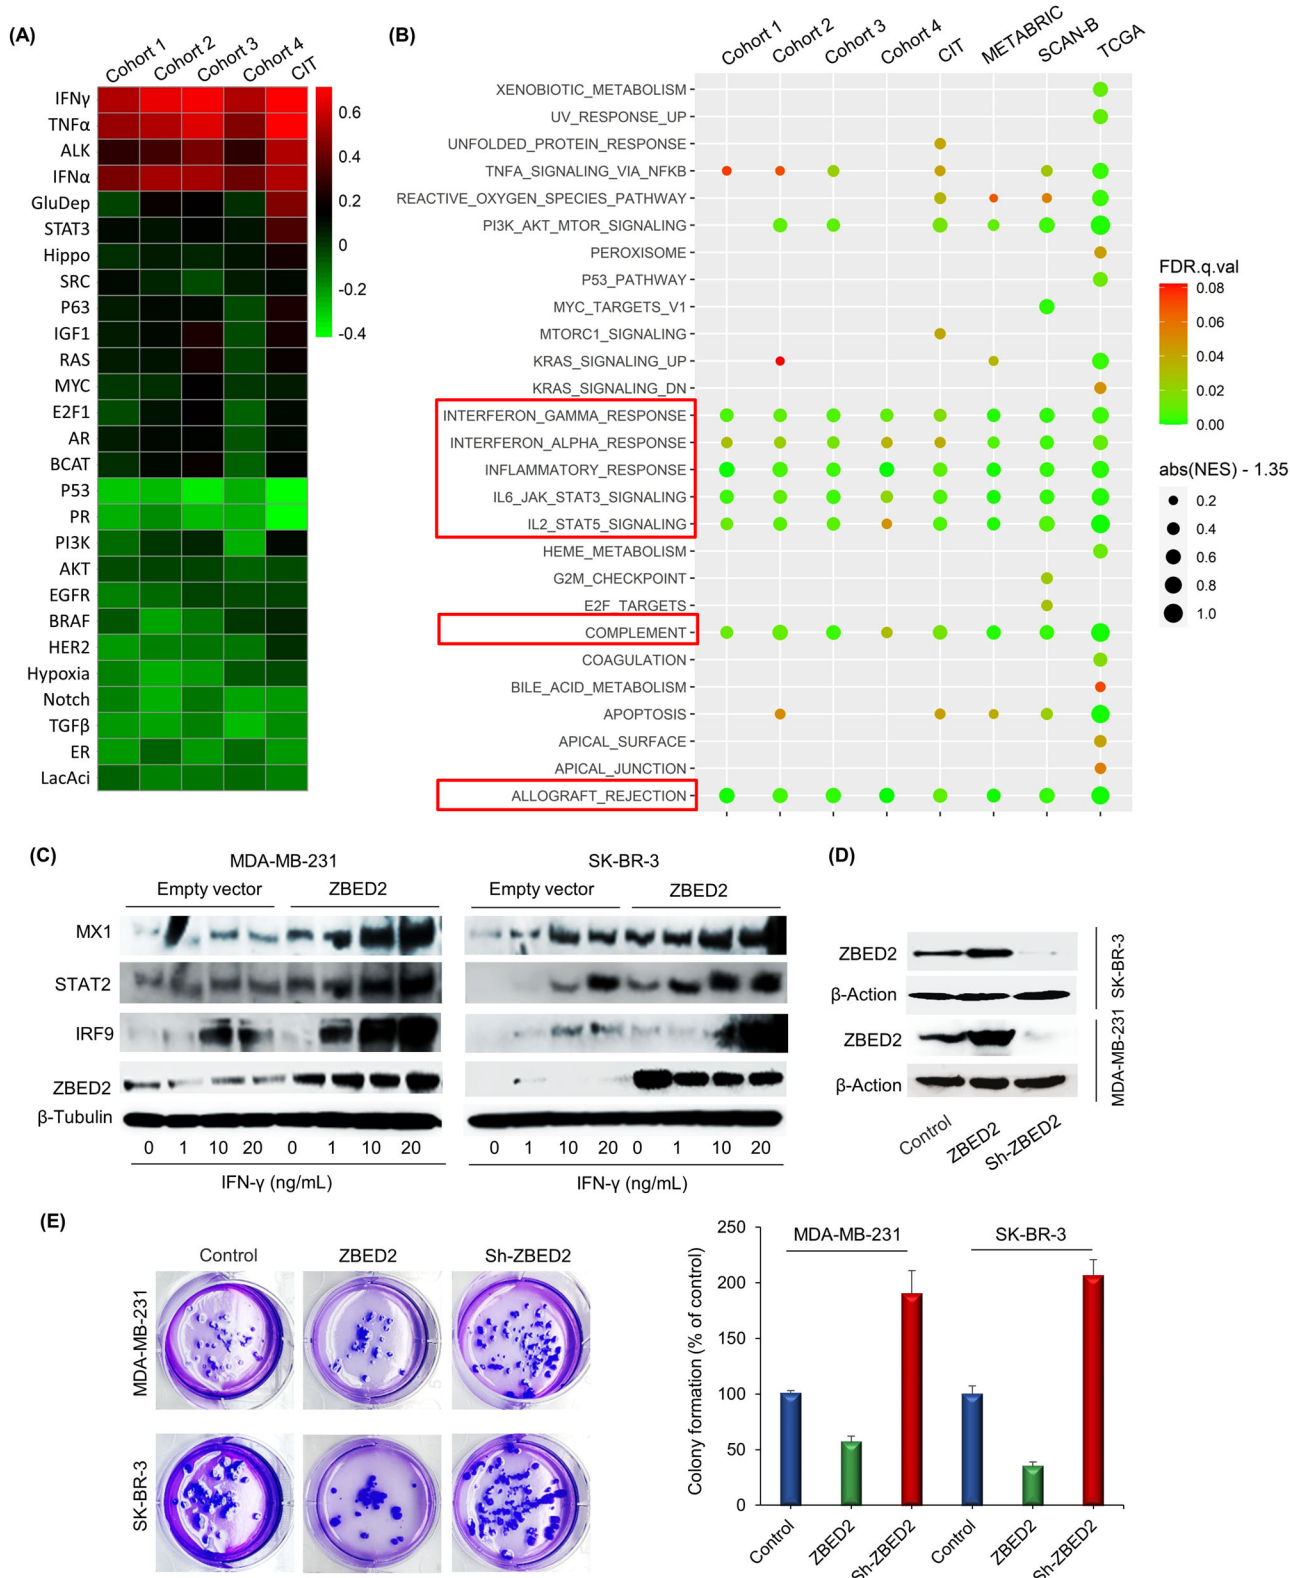 (A)
Cohort 1
Cohort 2
Cohort 3
Cohort 4
CIT
IFNγ
TNFα
ALK
IFNα
GluDep
STAT3
Hippo
SRC
P63
IGF1
RAS
MYC
E2F1
AR
BCAT
P53
PR
PI3K
AKT
EGFR
BRAF
HER2
Hypoxia
Notch
TGFβ
ER
LacAci
0.6
0.4
0.2
0
-0.2
-0.4
(B)
Cohort 1
Cohort 2
Cohort 3
Cohort 4
CIT
METABRIC
SCAN-B
TCGA
XENOBIOTIC_METABOLISM
UV_RESPONSE_UP
UNFOLDED_PROTEIN_RESPONSE
TNFA_SIGNALING_VIA_NFKB
REACTIVE_OXYGEN_SPECIES_PATHWAY
PI3K_AKT_MTOR_SIGNALING
PEROXISOME
P53_PATHWAY
MYC_TARGETS_V1
MTORC1_SIGNALING
KRAS_SIGNALING_UP
KRAS_SIGNALING_DN
INTERFERON_GAMMA_RESPONSE
INTERFERON_ALPHA_RESPONSE
INFLAMMATORY_RESPONSE
IL6_JAK_STAT3_SIGNALING
IL2_STAT5_SIGNALING
HEME_METABOLISM
G2M_CHECKPOINT
E2F_TARGETS
COMPLEMENT
COAGULATION
BILE_ACID_METABOLISM
APOPTOSIS
APICAL_SURFACE
APICAL_JUNCTION
ALLOGRAFT_REJECTION
FDR.q.val
0.08
0.06
0.04
0.02
0.00
abs(NES) - 1.35
0.2
0.4
0.6
0.8
1.0
(C)
MDA-MB-231
SK-BR-3
Empty vector
ZBED2
Empty vector
ZBED2
MX1
STAT2
IRF9
ZBED2
β-Tubulin
0 1 10 20 0 1 10 20
0 1 10 20 0 1 10 20
IFN-γ (ng/mL)
IFN-γ (ng/mL)
(D)
ZBED2
β-Action
ZBED2
β-Action
SK-BR-3
MDA-MB-231
Control
ZBED2
Sh-ZBED2
(E)
Control
ZBED2
Sh-ZBED2
MDA-MB-231
SK-BR-3
Colony formation (% of control)
250
200
150
100
50
0
MDA-MB-231
SK-BR-3
Control
ZBED2
Sh-ZBED2
Control
ZBED2
Sh-ZBED2